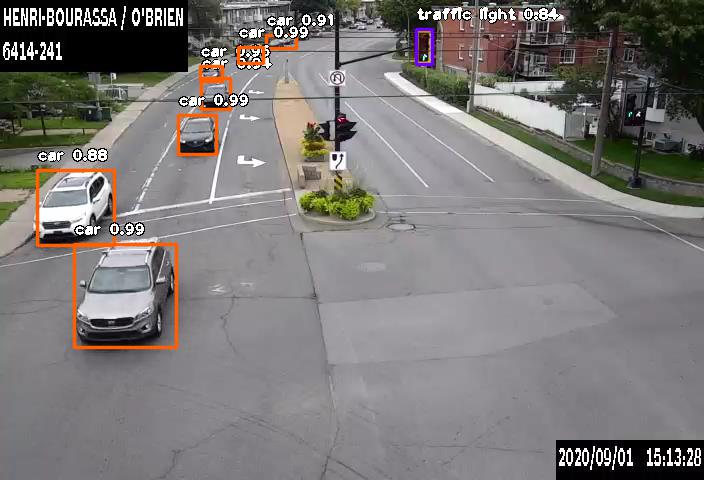 HENRI-BOURASSA / O'BRIEN
6414-241
car 0.91
car 0.99
traffic light 0.84
car 0.99
car 0.88
car 0.99
2020/09/01 15:13:28